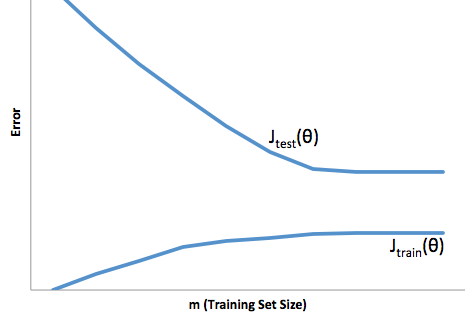 Error
J_test(θ)
J_train(θ)
m (Training Set Size)